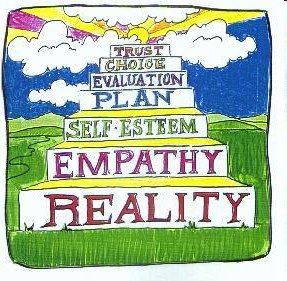 TRUST
CHOICE
EVALUATION
PLAN
SELF-ESTEEM
EMPATHY
REALITY